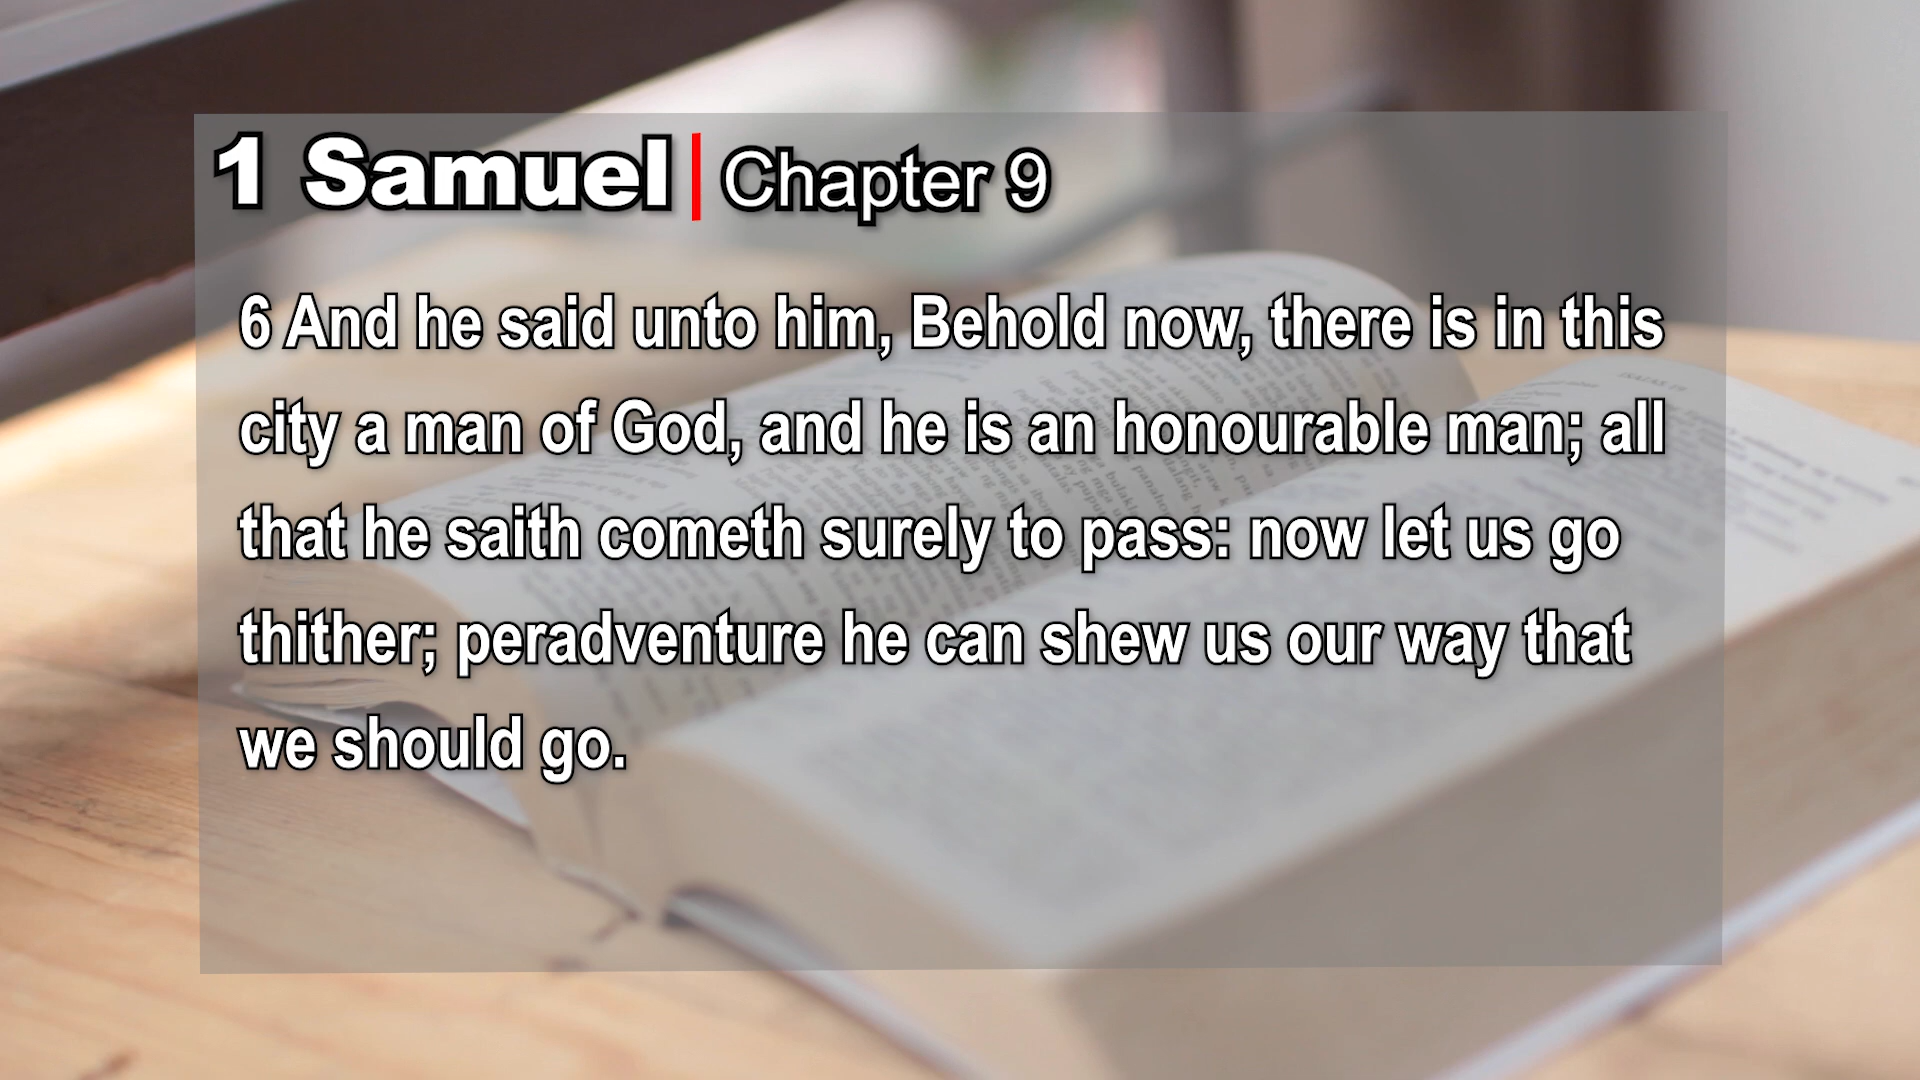 1 Samuel | Chapter 9
6 And he said unto him, Behold now, there is in this
city a man of God, and he is an honourable man; all
that he saith cometh surely to pass: now let us go
thither; peradventure he can shew us our way that
we should go.